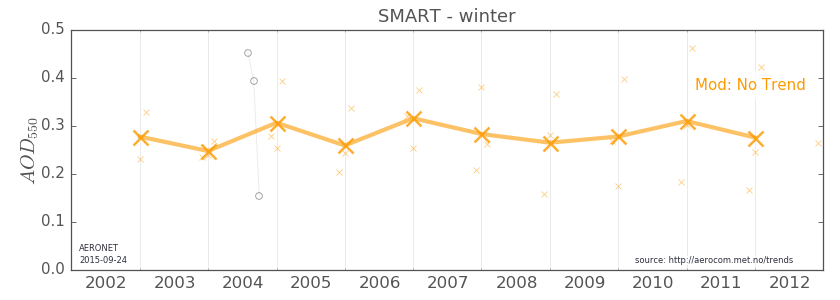 SMART - winter
0.5
0.4
0.3
0.2
0.1
0.0
AOD550
Mod: No Trend
AERONET
2015-09-24
source: http://aerocom.met.no/trends
2002 2003 2004 2005 2006 2007 2008 2009 2010 2011 2012